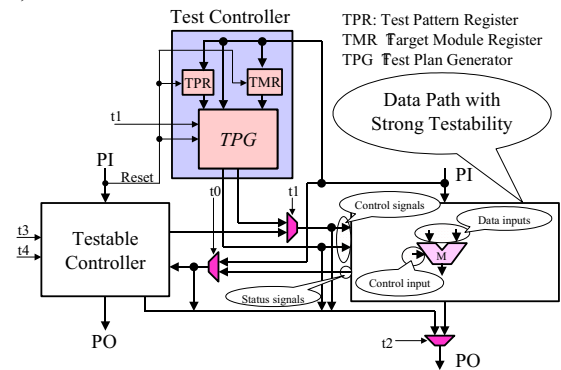 Test Controller
TPR: Test Pattern Register
TMR Target Module Register
TPG Test Plan Generator
TPR
TMR
TPG
t1
Data Path with
Strong Testability
PI
Reset
t0
t1
PI
Control signals
Data inputs
M
Control input
Status signals
t3
t4
Testable
Controller
PO
t2
PO